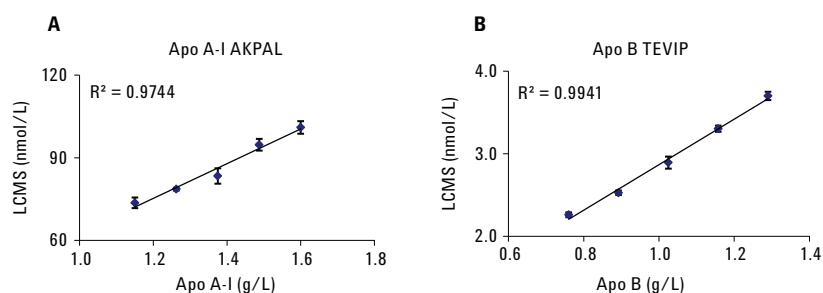 A
Apo A-I AKPAL
120
R² = 0.9744
90
60
LCMS (nmol/L)
1.0 1.2 1.4 1.6 1.8
Apo A-I (g/L)
B
Apo B TEVIP
4.0
R² = 0.9941
3.0
2.0
LCMS (nmol/L)
0.6 0.8 1.0 1.2 1.4
Apo B (g/L)